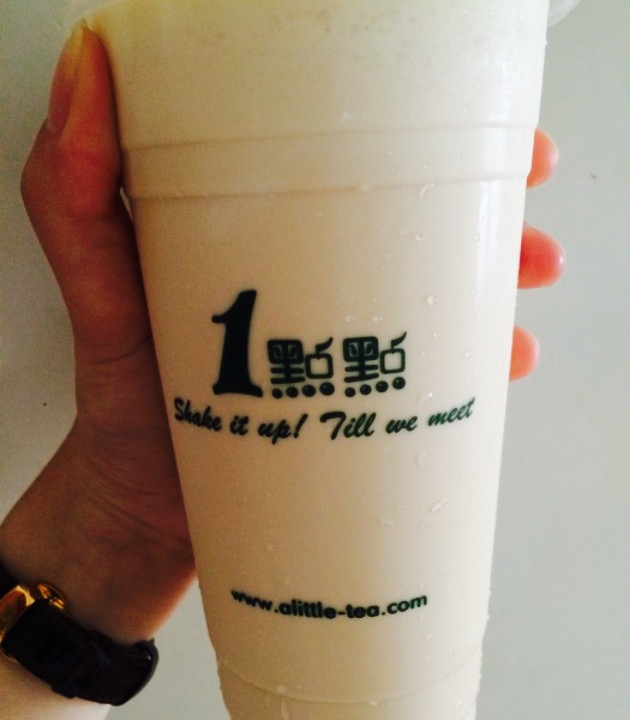 1點點
Shake it up! Till we meet
www.alittle-tea.com